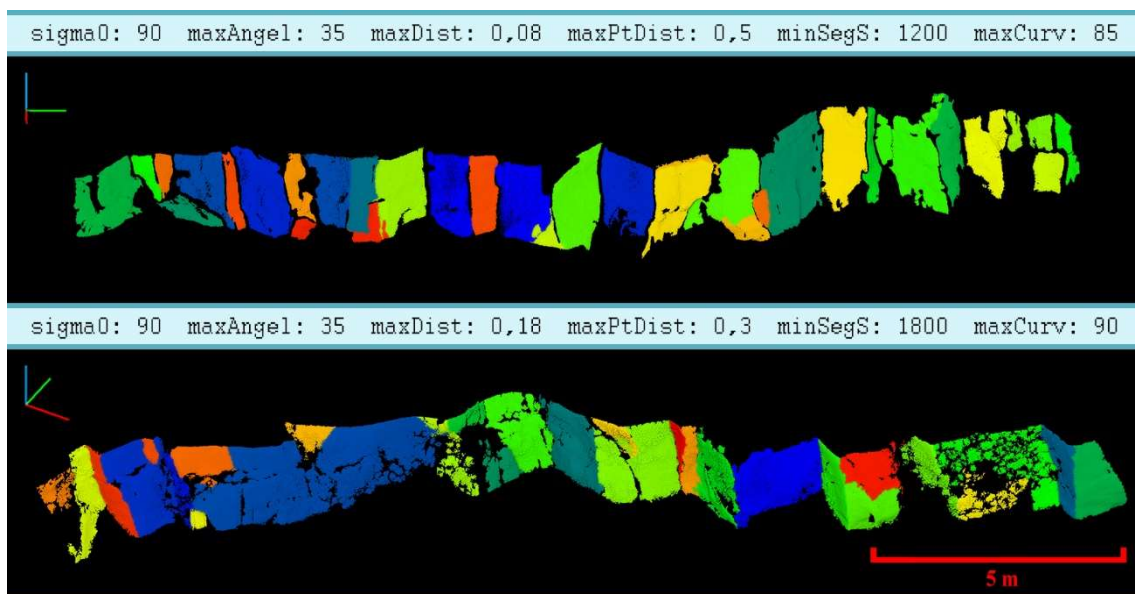 sigma0: 90 maxAngel: 35 maxDist: 0,08 maxPtDist: 0,5 minSegS: 1200 maxCurv: 85
sigma0: 90 maxAngel: 35 maxDist: 0,18 maxPtDist: 0,3 minSegS: 1800 maxCurv: 90
5 m